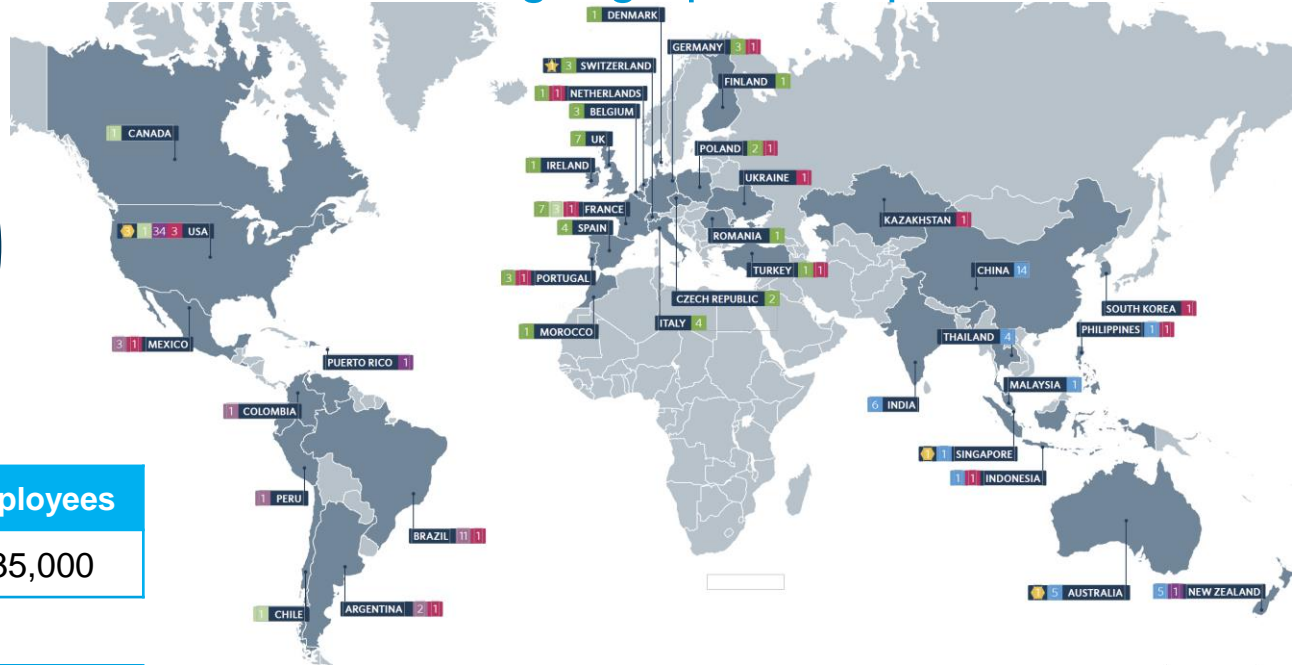 1 DENMARK
GERMANY 3 1
1 3 SWITZERLAND
FINLAND 1
1 1 NETHERLANDS
3 BELGIUM
1 CANADA
7 UK
POLAND 2 1
1 IRELAND
UKRAINE 1
7 3 1 FRANCE
KAZAKHSTAN 1
3 1 34 3 USA
4 SPAIN
ROMANIA 1
TURKEY 1 1
CHINA 14
3 1 PORTUGAL
CZECH REPUBLIC 2
SOUTH KOREA 1
1 MOROCCO
ITALY 4
PHILIPPINES 1 1
3 1 MEXICO
THAILAND 4
PUERTO RICO 1
MALAYSIA 1
1 COLOMBIA
6 INDIA
1 1 SINGAPORE
1 1 INDONESIA
ployees
1 PERU
BRAZIL 11 1
35,000
1 CHILE
ARGENTINA 2 1
1 5 AUSTRALIA
5 1 NEW ZEALAND